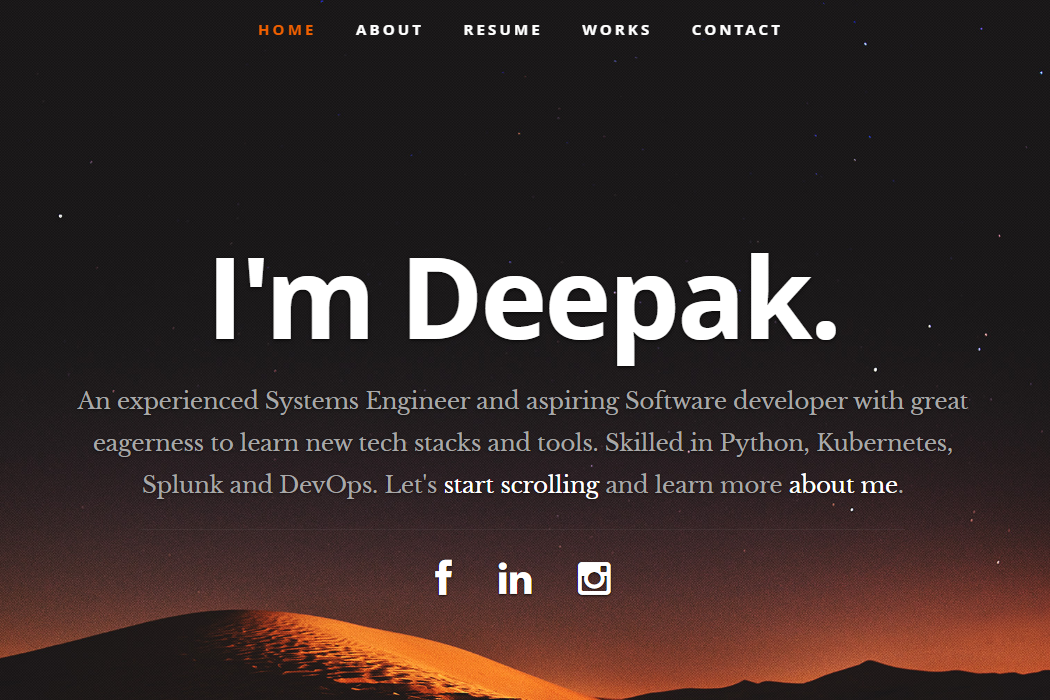 HOME ABOUT RESUME WORKS CONTACT
I'm Deepak.
An experienced Systems Engineer and aspiring Software developer with great
eagerness to learn new tech stacks and tools. Skilled in Python, Kubernetes,
Splunk and DevOps. Let's start scrolling and learn more about me.